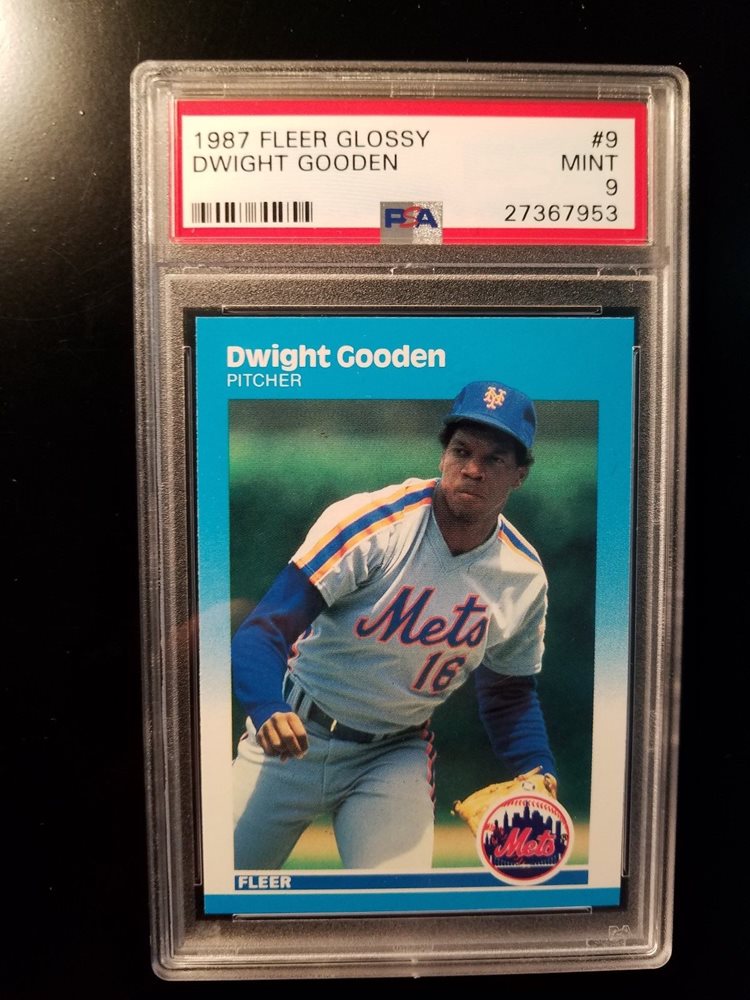 1987 FLEER GLOSSY #9
DWIGHT GOODEN MINT
9
PSA 27367953
Dwight Gooden
PITCHER
NY
Mets
16
Mets
FLEER